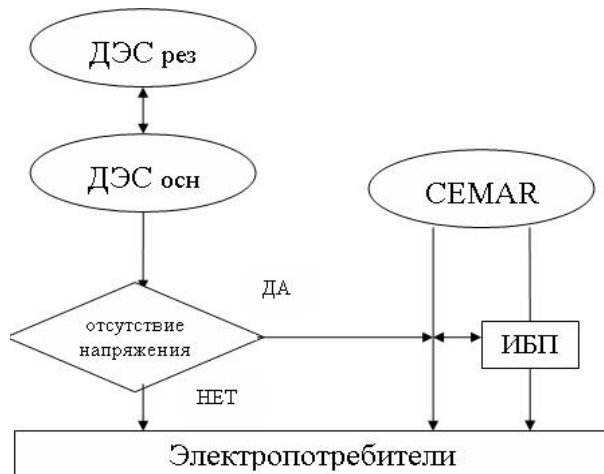 ДЭС рез
ДЭС осн
CEMAR
ДА
отсутствие
напряжения
ИБП
НЕТ
Электропотребители